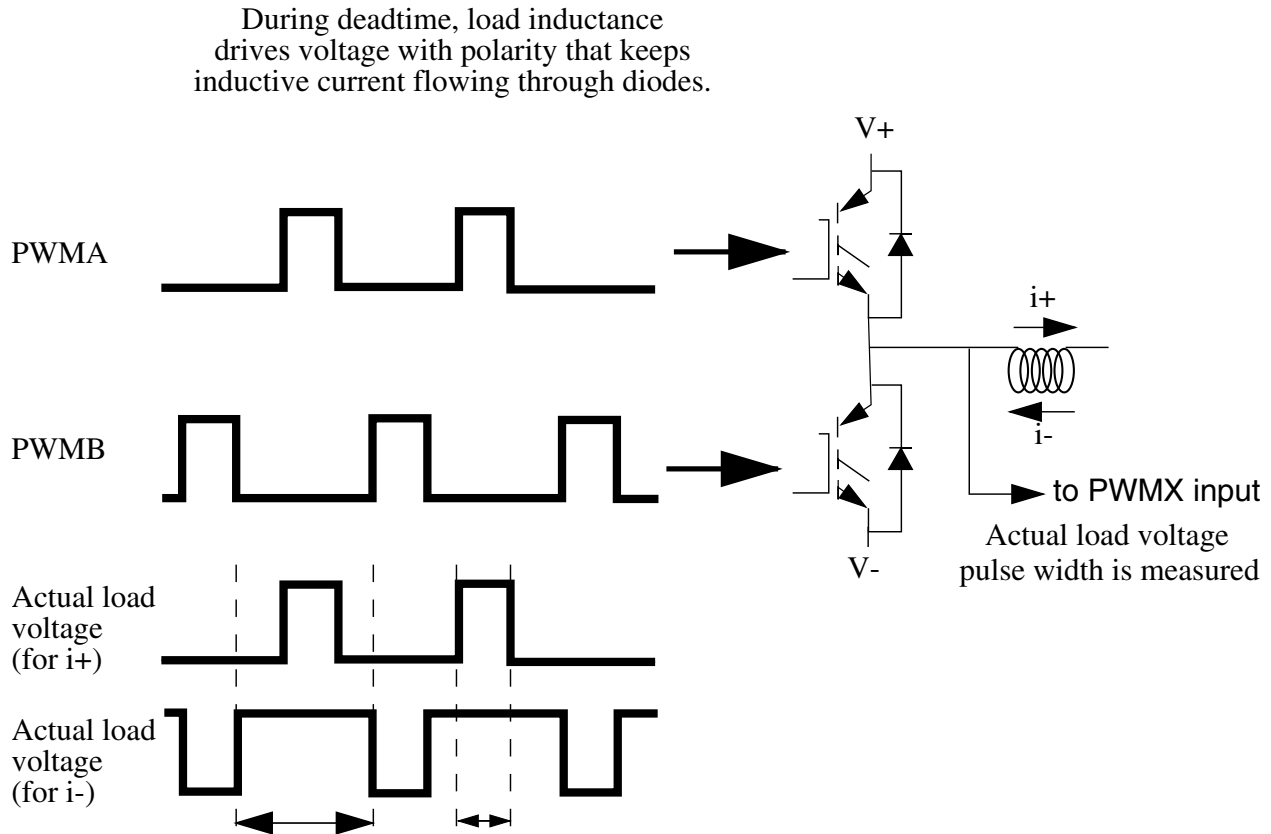 During deadtime, load inductance
drives voltage with polarity that keeps
inductive current flowing through diodes.
V+
PWMA
i+
PWMB
i-
to PWMX input
Actual load voltage
pulse width is measured
V-
Actual load
voltage
(for i+)
Actual load
voltage
(for i-)